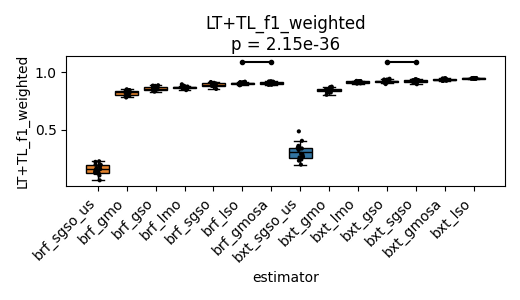 LT+TL_f1_weighted
p = 2.15e-36
LT+TL_f1_weighted
1.0
0.5
brf_sgso_us
brf_gmo
brf_gso
brf_lmo
brf_sgso
brf_lso
brf_gmosa
bxt_sgso_us
bxt_gmo
bxt_lmo
bxt_gso
bxt_sgso
bxt_gmosa
bxt_lso
estimator